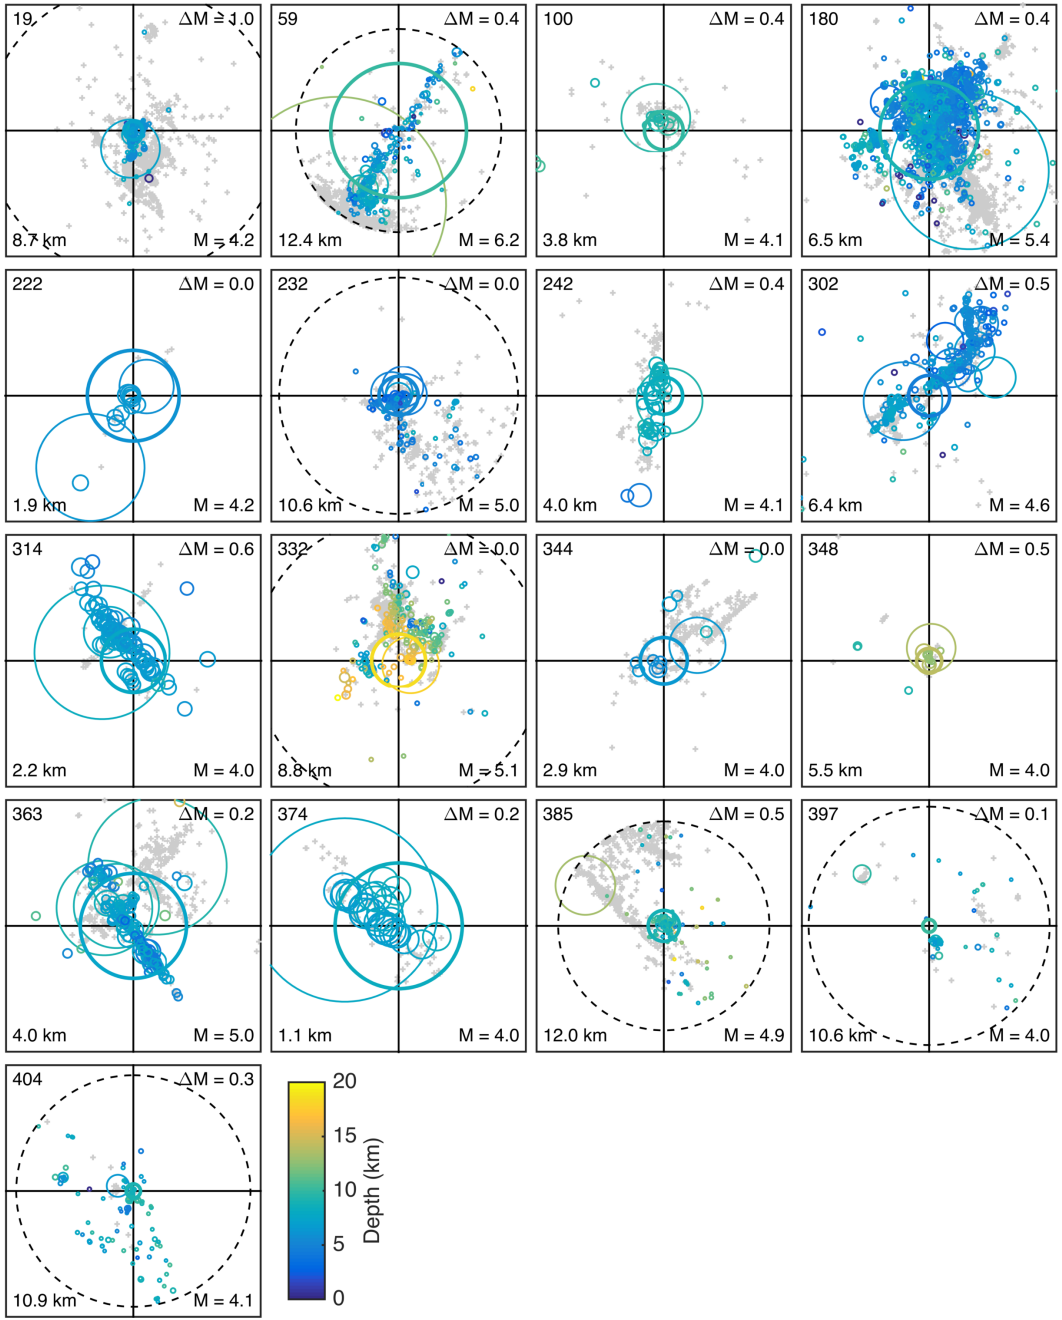 19 ΔM = 1.0
8.7 km M = 4.2
59 ΔM = 0.4
12.4 km M = 6.2
100 ΔM = 0.4
3.8 km M = 4.1
180 ΔM = 0.4
6.5 km M = 5.4
222 ΔM = 0.0
1.9 km M = 4.2
232 ΔM = 0.0
10.6 km M = 5.0
242 ΔM = 0.4
4.0 km M = 4.1
302 ΔM = 0.5
6.4 km M = 4.6
314 ΔM = 0.6
2.2 km M = 4.0
332 ΔM = 0.0
8.8 km M = 5.1
344 ΔM = 0.0
2.9 km M = 4.0
348 ΔM = 0.5
5.5 km M = 4.0
363 ΔM = 0.2
4.0 km M = 5.0
374 ΔM = 0.2
1.1 km M = 4.0
385 ΔM = 0.5
12.0 km M = 4.9
397 ΔM = 0.1
10.6 km M = 4.0
404 ΔM = 0.3
10.9 km M = 4.1
20
15
10
5
0
Depth (km)